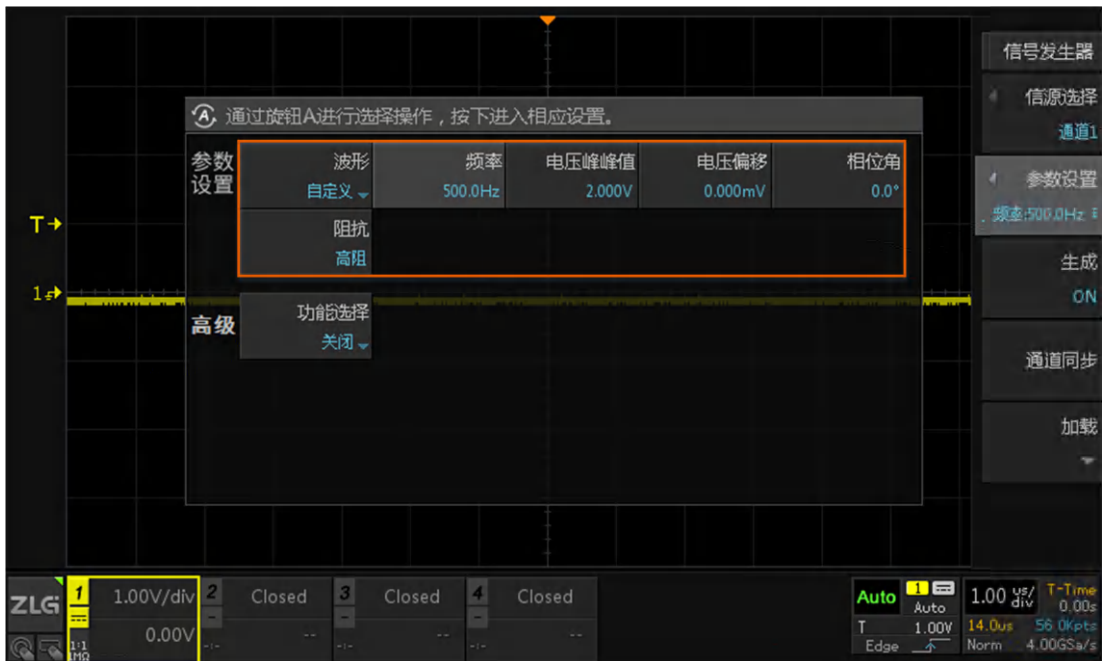 信号发生器
信源选择
通道1
参数设置
频率:500.0Hz
生成
ON
通道同步
加载
通过旋钮A进行选择操作,按下进入相应设置。
参数设置
波形 频率 电压峰峰值 电压偏移 相位角
自定义 500.0Hz 2.000V 0.000mV 0.0°
阻抗
高阻
高级
功能选择
关闭
T
1
ZLG
1 1.00V/div 2 Closed 3 Closed 4 Closed
0.00V -- -- --
1:1
1MΩ
Auto 1 Auto
T 1.00V
Edge
1.00 us/div T-Time
0.00s
14.0us 56.0Kpts
Norm 4.00GSa/s